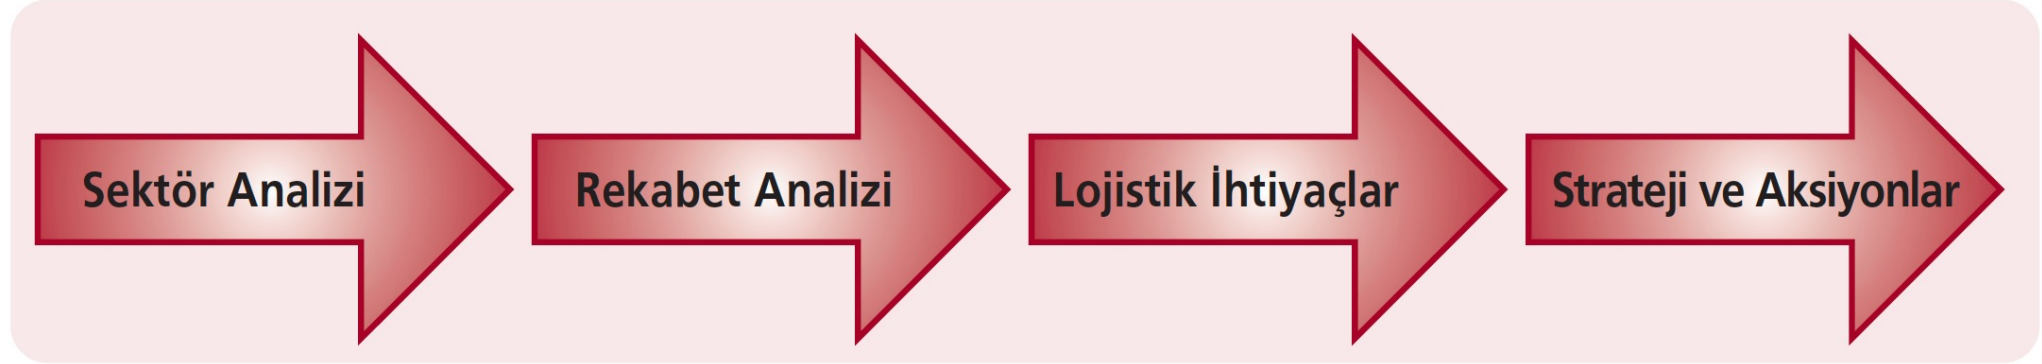 Sektör Analizi
Rekabet Analizi
Lojistik İhtiyaçlar
Strateji ve Aksiyonlar